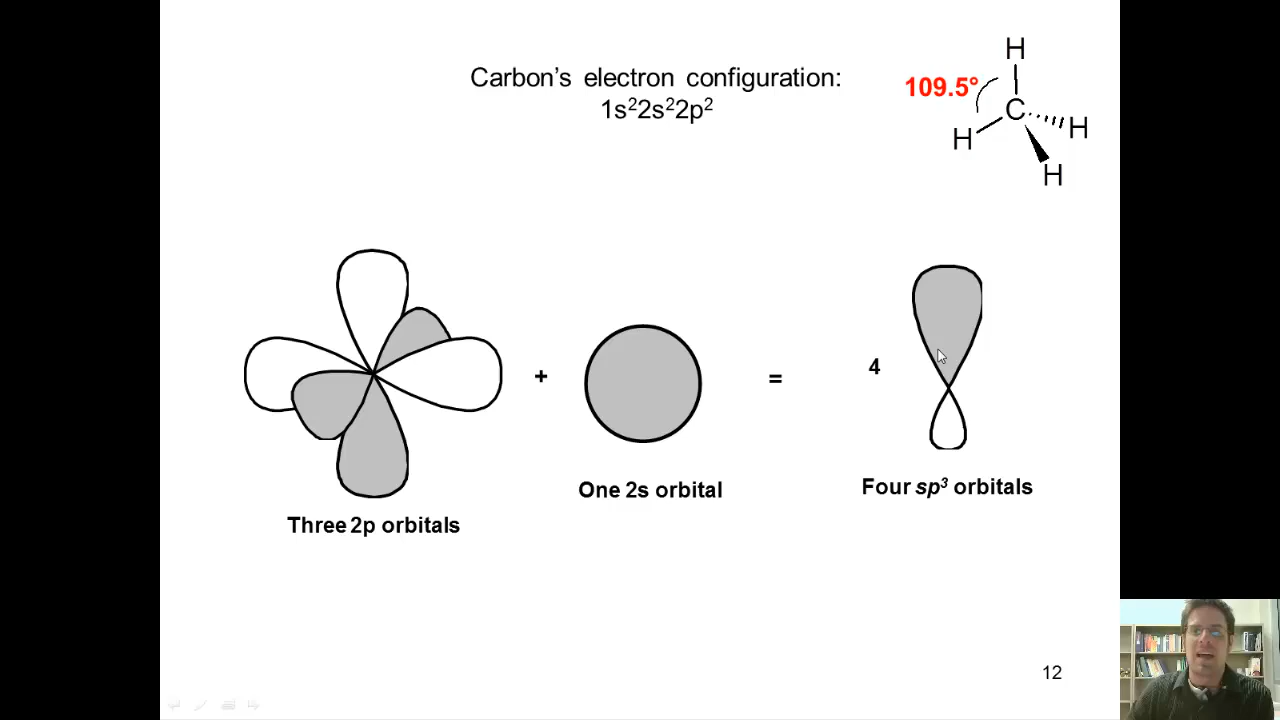 Carbon's electron configuration:
1s²2s²2p²
H
109.5°
C
H
H
H
+
=
4
Three 2p orbitals
One 2s orbital
Four sp³ orbitals
12